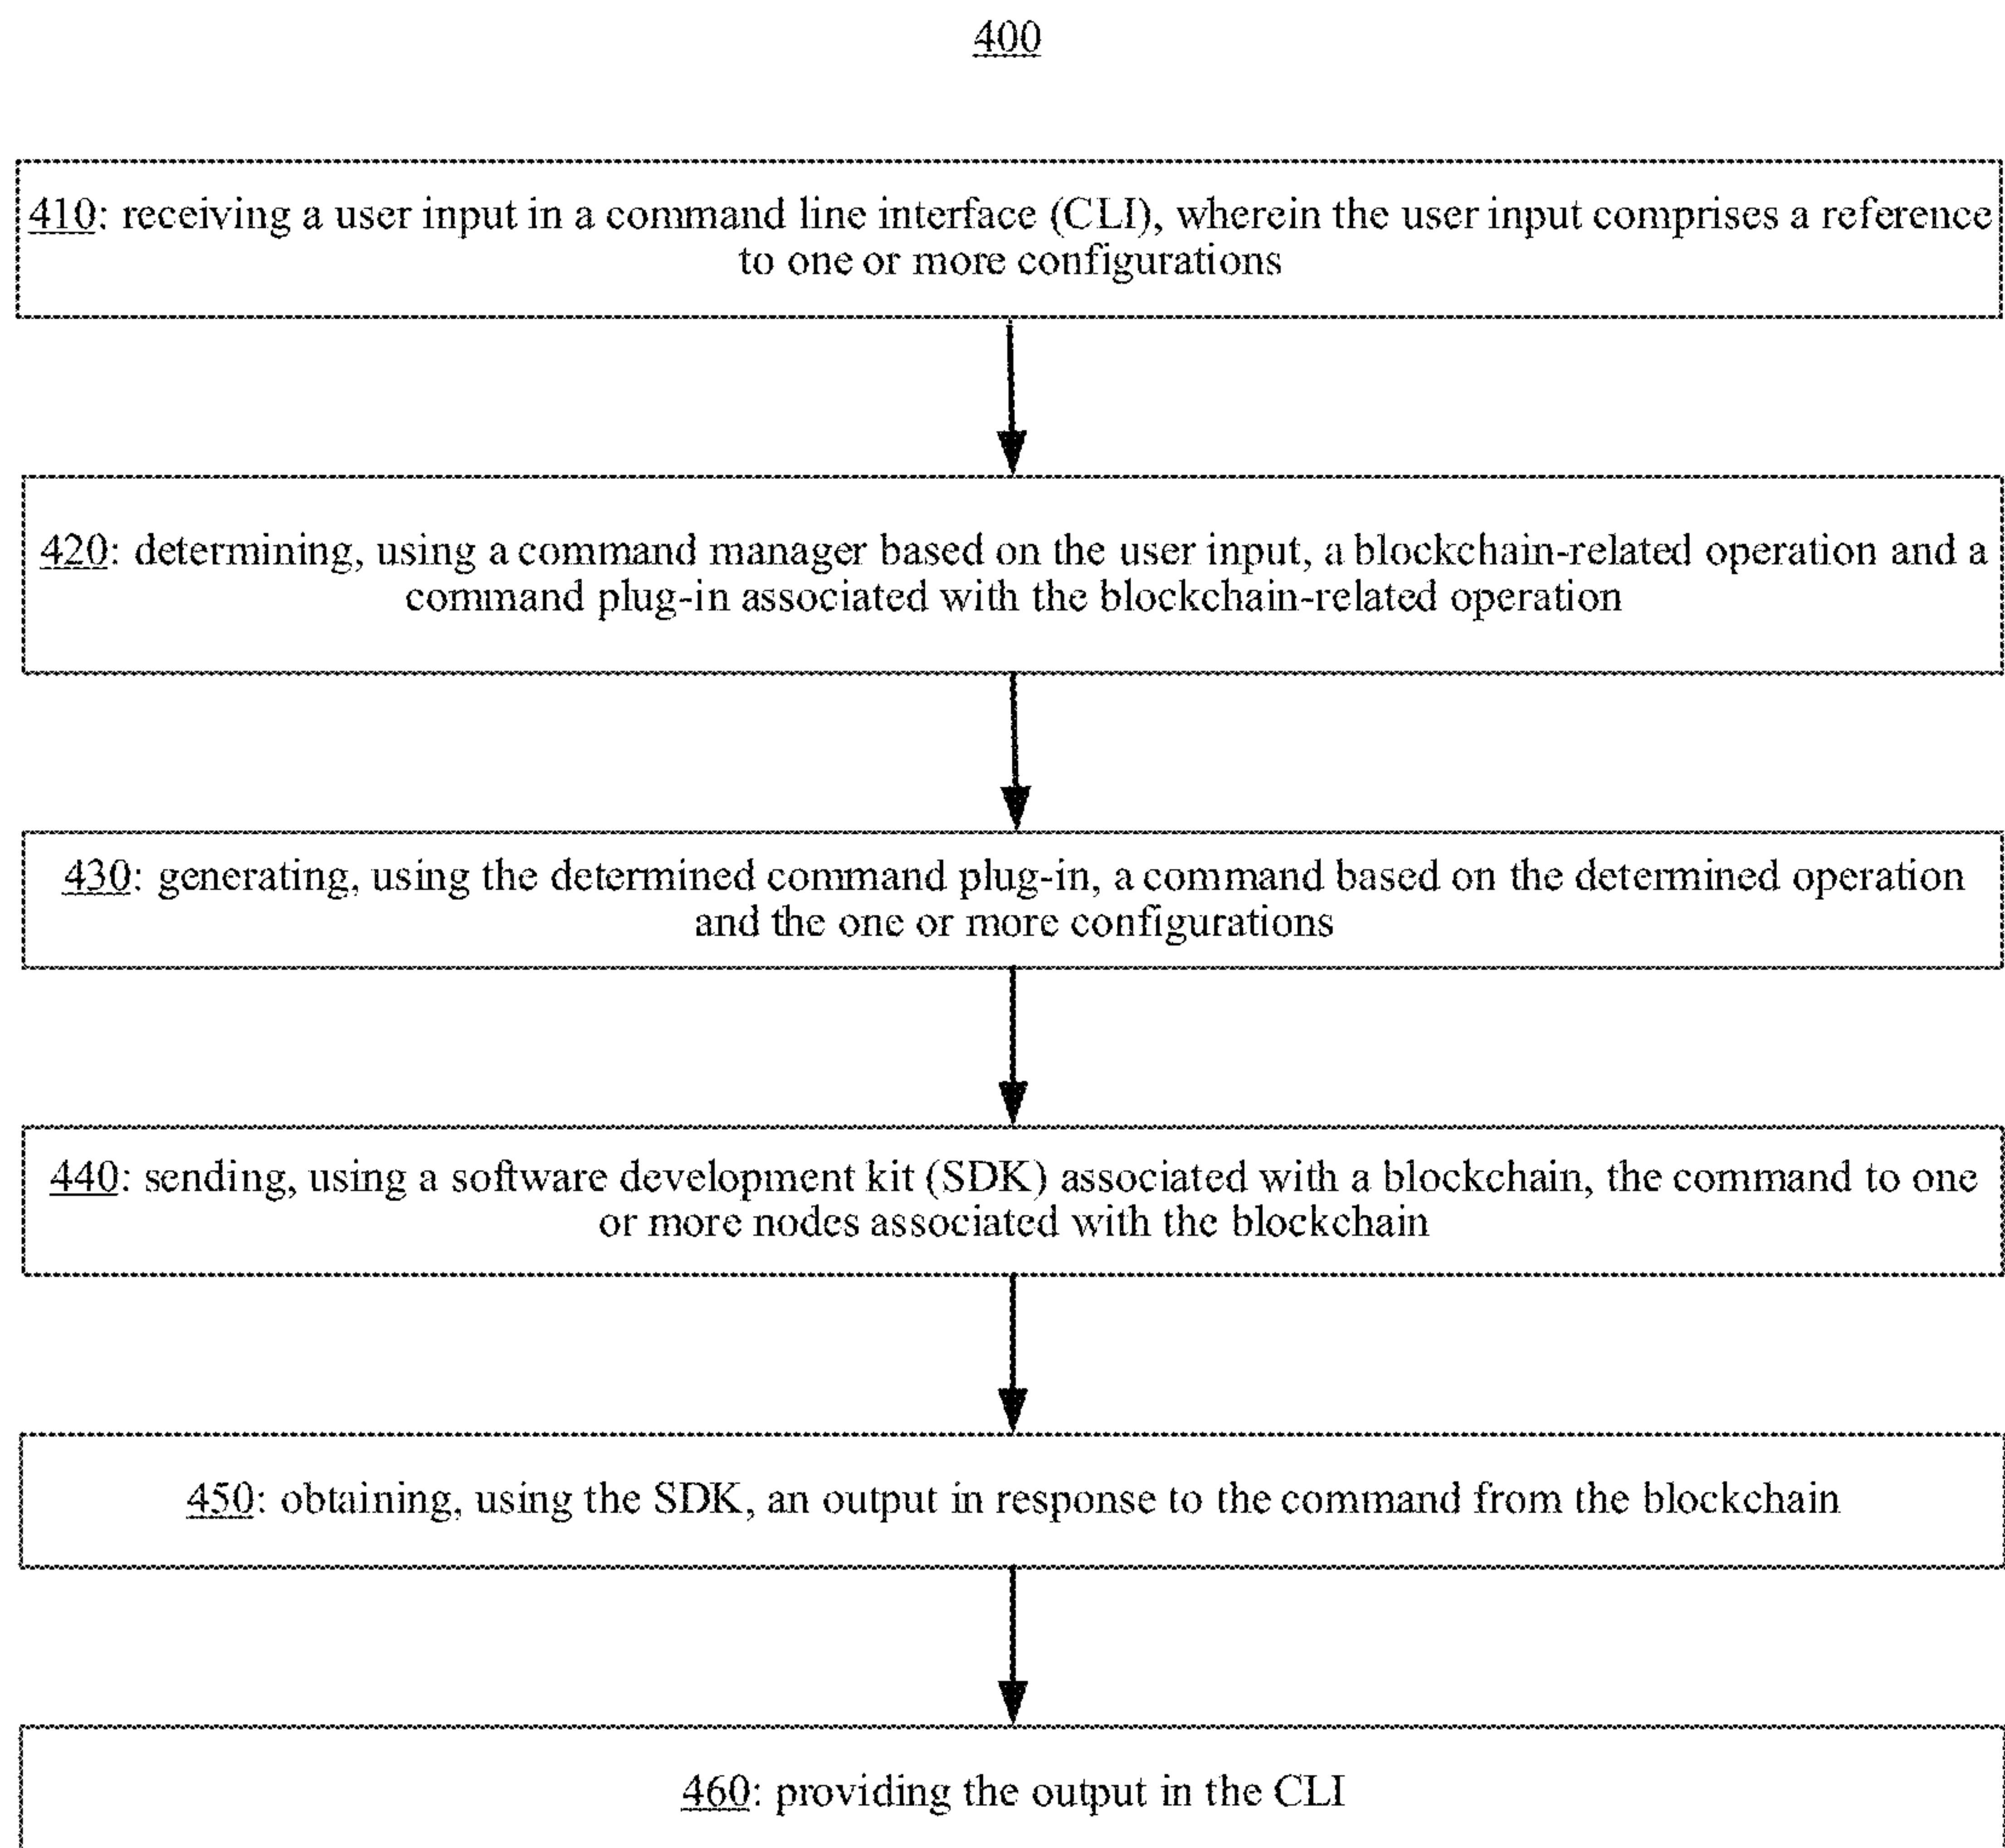 400
410: receiving a user input in a command line interface (CLI), wherein the user input comprises a reference
to one or more configurations
420: determining, using a command manager based on the user input, a blockchain-related operation and a
command plug-in associated with the blockchain-related operation
430: generating, using the determined command plug-in, a command based on the determined operation
and the one or more configurations
440: sending, using a software development kit (SDK) associated with a blockchain, the command to one
or more nodes associated with the blockchain
450: obtaining, using the SDK, an output in response to the command from the blockchain
460: providing the output in the CLI